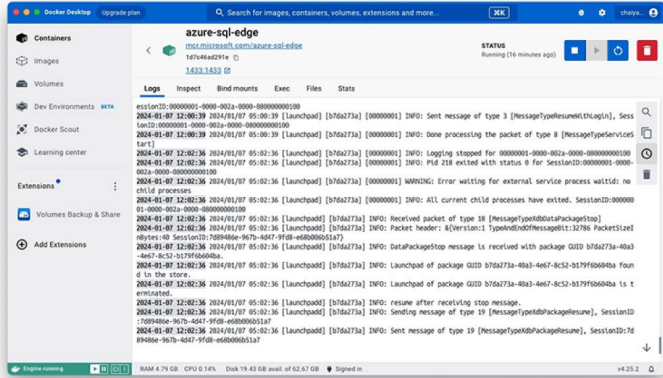 Docker Desktop Upgrade plan
Search for images, containers, volumes, extensions and more...
⌘K
chaiya...
Containers
Images
Volumes
Dev Environments BETA
Docker Scout
Learning center
Extensions
Volumes Backup & Share
Add Extensions
azure-sql-edge
mcr.microsoft.com/azure-sql-edge
1d7c46ad291e
1433:1433
STATUS
Running (16 minutes ago)
Logs Inspect Bind mounts Exec Files Stats
essionID:00000001-0000-002a-0000-080000000100
2024-01-07 12:00:39 2024/01/07 05:00:39 [launchpadd] [b7da273a] [00000001] INFO: Sent message of type 3 [MessageTypeResumeWithLogin], Sess
ionID:00000001-0000-002a-0000-080000000100
2024-01-07 12:00:39 2024/01/07 05:00:39 [launchpadd] [b7da273a] [00000001] INFO: Done processing the packet of type 8 [MessageTypeServiceS
tart]
2024-01-07 12:02:36 2024/01/07 05:02:36 [launchpadd] [b7da273a] [00000001] INFO: Logging stopped for 00000001-0000-002a-0000-080000000100
2024-01-07 12:02:36 2024/01/07 05:02:36 [launchpadd] [b7da273a] [00000001] INFO: Pid 218 exited with status 0 for SessionID:00000001-0000-
002a-0000-080000000100
2024-01-07 12:02:36 2024/01/07 05:02:36 [launchpadd] [b7da273a] [00000001] WARNING: Error waiting for external service process waitid: no
child processes
2024-01-07 12:02:36 2024/01/07 05:02:36 [launchpadd] [b7da273a] [00000001] INFO: All current child processes have exited. SessionID:000000
01-0000-002a-0000-080000000100
2024-01-07 12:02:36 2024/01/07 05:02:36 [launchpadd] [b7da273a] INFO: Received packet of type 18 [MessageTypeXdbDataPackageStop]
2024-01-07 12:02:36 2024/01/07 05:02:36 [launchpadd] [b7da273a] INFO: Packet header: &{Version:1 TypeAndEndOfMessageBit:32786 PacketSizeI
nBytes:40 SessionID:7d89486e-967b-4d47-9fd8-e68b006b51a7}
2024-01-07 12:02:36 2024/01/07 05:02:36 [launchpadd] INFO: DataPackageStop message is received with package GUID b7da273a-40a3
-4e67-8c52-b179f6b604ba.
2024-01-07 12:02:36 2024/01/07 05:02:36 [launchpadd] INFO: Launchpad of package GUID b7da273a-40a3-4e67-8c52-b179f6b604ba foun
d in the store.
2024-01-07 12:02:36 2024/01/07 05:02:36 [launchpadd] INFO: Launchpad of package GUID b7da273a-40a3-4e67-8c52-b179f6b604ba is t
erminated.
2024-01-07 12:02:36 2024/01/07 05:02:36 [launchpadd] INFO: resume after receiving stop message.
2024-01-07 12:02:36 2024/01/07 05:02:36 [launchpadd] INFO: Sending message of type 19 [MessageTypeXdbPackageResume], SessionID
:7d89486e-967b-4d47-9fd8-e68b006b51a7
2024-01-07 12:02:36 2024/01/07 05:02:36 [launchpadd] INFO: Sent message of type 19 [MessageTypeXdbPackageResume], SessionID:7d
89486e-967b-4d47-9fd8-e68b006b51a7
Engine running
RAM 4.79 GB CPU 0.14% Disk 19.43 GB avail. of 62.67 GB Signed in
v4.25.2